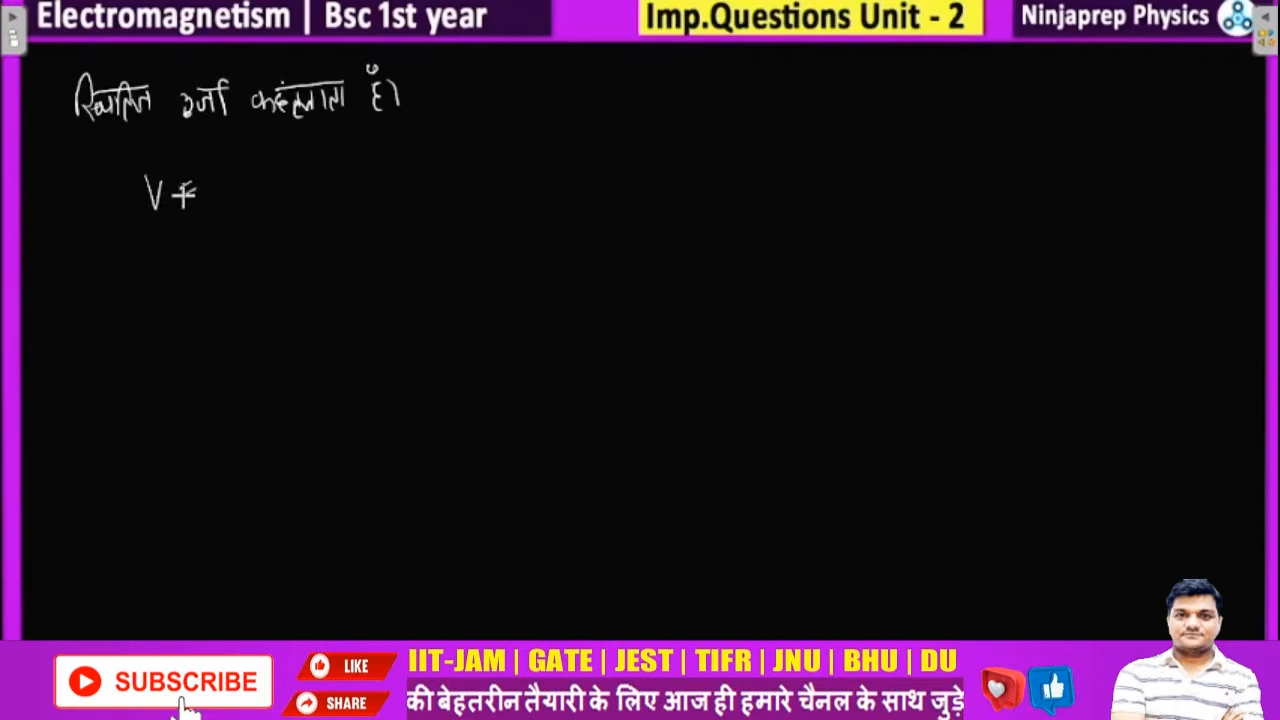 Electromagnetism | Bsc 1st year
Imp.Questions Unit - 2
Ninjaprep Physics
ऊर्जा कहलाता है।
V
SUBSCRIBE
LIKE
SHARE
IIT-JAM | GATE | JEST | TIFR | JNU | BHU | DU
की बेहतरीन तैयारी के लिए आज ही हमारे चैनल के साथ जुड़े